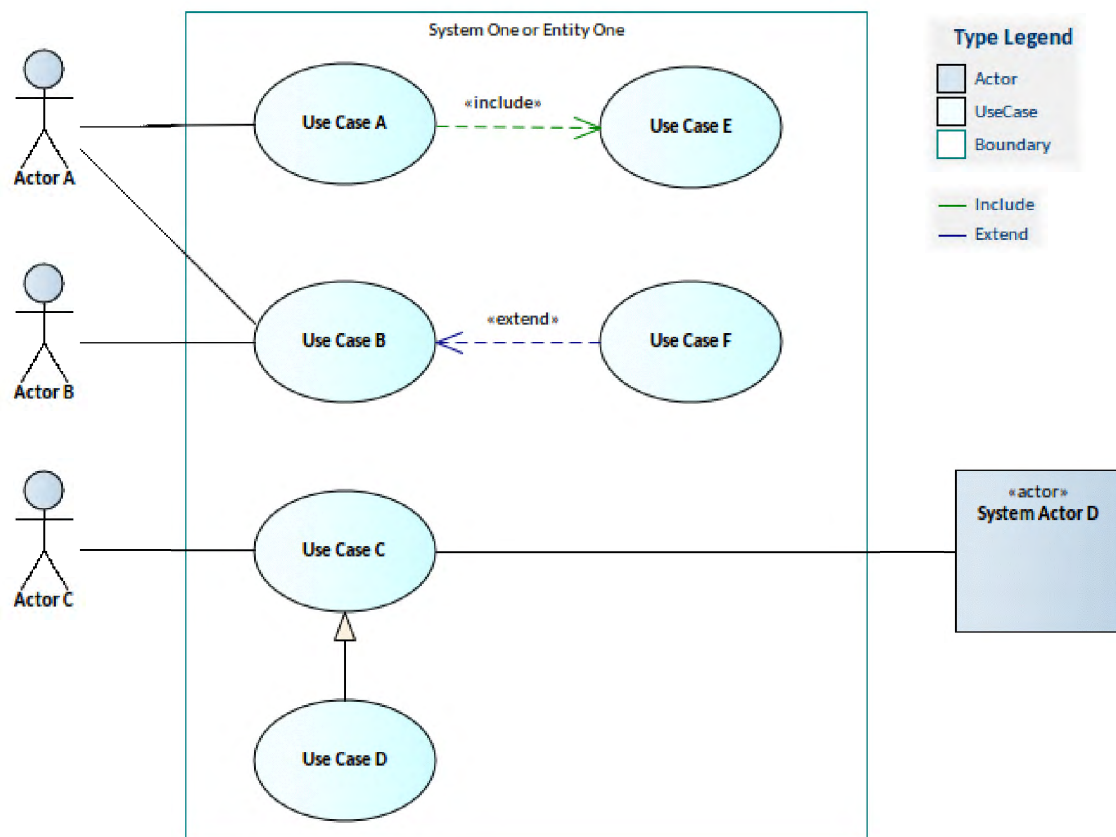 System One or Entity One
Type Legend
Actor
UseCase
Boundary
Include
Extend
Use Case A
«include»
Use Case E
Actor A
Use Case B
«extend»
Use Case F
Actor B
Use Case C
«actor»
System Actor D
Actor C
Use Case D